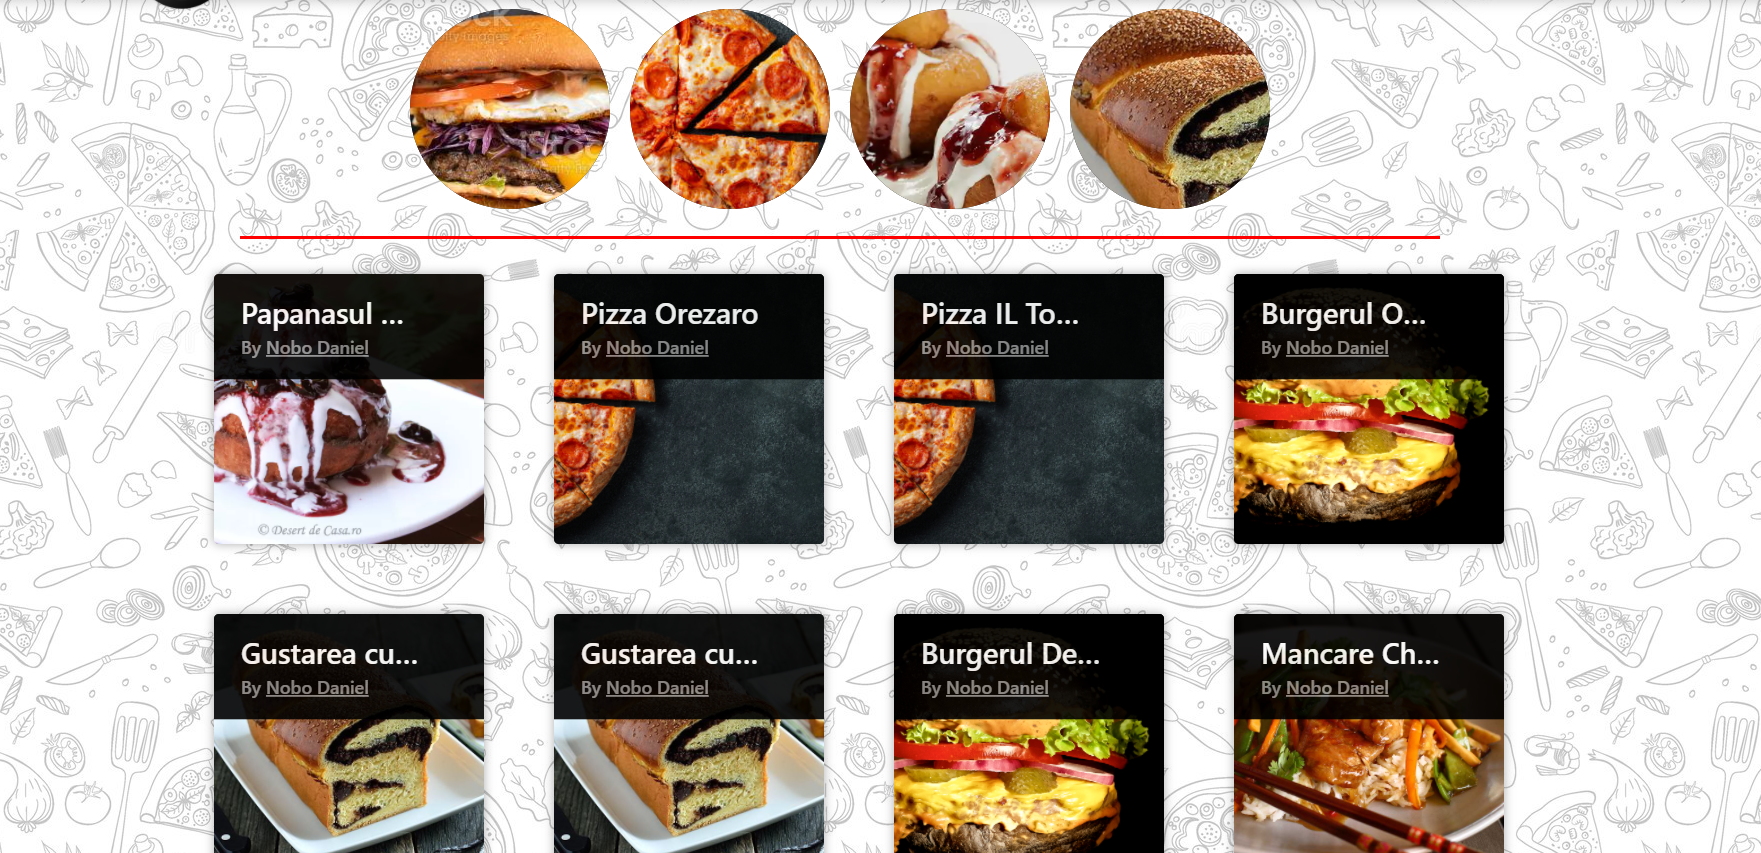 iStock
Papanasul ...
By Nobo Daniel
Pizza Orezaro
By Nobo Daniel
Pizza IL To...
By Nobo Daniel
Burgerul O...
By Nobo Daniel
© Desert de Casa.ro
Gustarea cu...
By Nobo Daniel
Gustarea cu...
By Nobo Daniel
Burgerul De...
By Nobo Daniel
Mancare Ch...
By Nobo Daniel